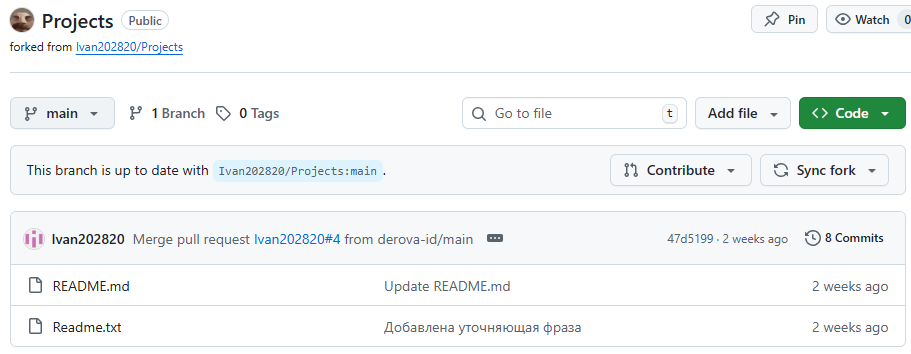 Projects Public Pin Watch 0
forked from Ivan202820/Projects
main 1 Branch 0 Tags Go to file t Add file Code
This branch is up to date with Ivan202820/Projects:main. Contribute Sync fork
Ivan202820 Merge pull request Ivan202820#4 from derova-id/main 47d5199 · 2 weeks ago 8 Commits
README.md Update README.md 2 weeks ago
Readme.txt Добавлена уточняющая фраза 2 weeks ago